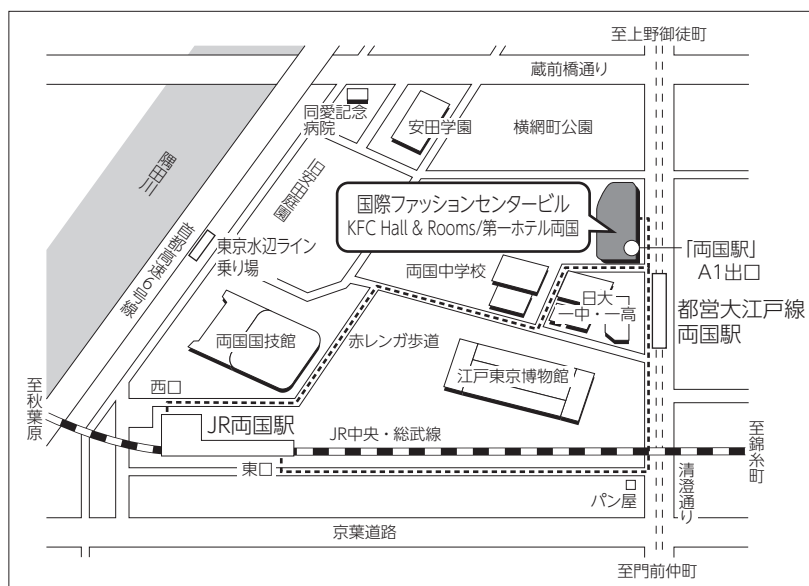 至上野御徒町
蔵前橋通り
同愛記念
病院
安田学園
横網町公園
隅田川
旧安田庭園
国際ファッションセンタービル
KFC Hall & Rooms/第一ホテル両国
首都高速6号線
東京水辺ライン
乗り場
「両国駅」
A1出口
両国中学校
日大
一中・一高
都営大江戸線
両国駅
両国国技館
赤レンガ歩道
江戸東京博物館
至秋葉原
西口
JR両国駅
JR中央・総武線
至錦糸町
東口
清澄通り
パン屋
京葉道路
至門前仲町